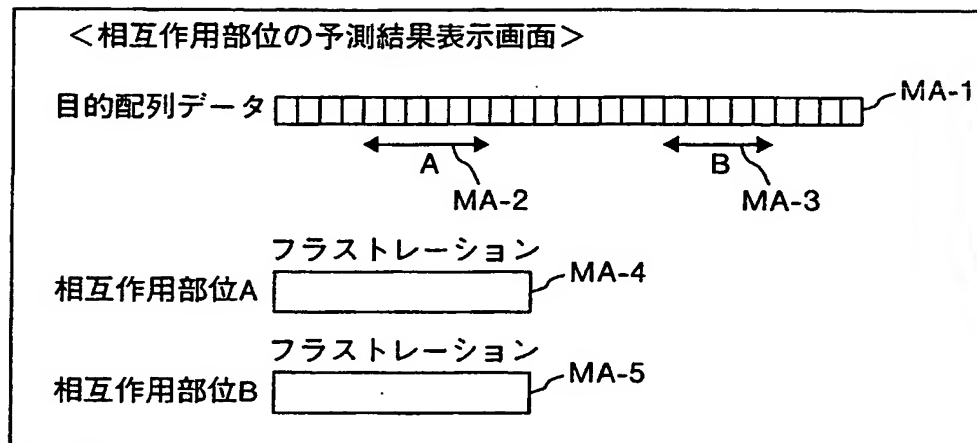 ＜相互作用部位の予測結果表示画面＞
目的配列データ MA-1
A B
MA-2 MA-3
フラストレーション
相互作用部位A MA-4
フラストレーション
相互作用部位B MA-5